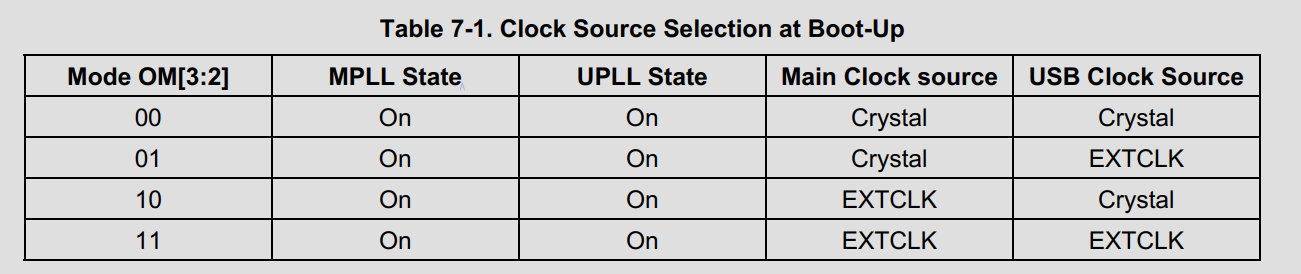 Table 7-1. Clock Source Selection at Boot-Up
Mode OM[3:2] MPLL State UPLL State Main Clock source USB Clock Source
00 On On Crystal Crystal
01 On On Crystal EXTCLK
10 On On EXTCLK Crystal
11 On On EXTCLK EXTCLK